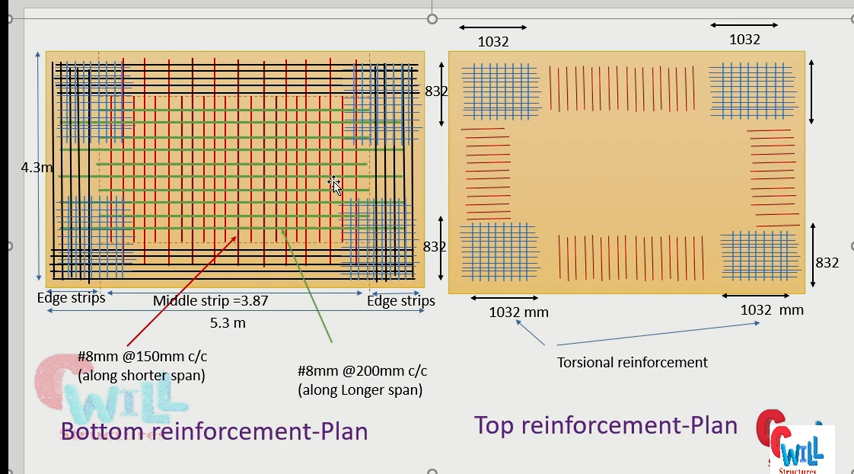 1032
1032
832
4.3m
832
832
Edge strips
Middle strip =3.87
Edge strips
5.3 m
1032 mm
1032 mm
#8mm @150mm c/c
(along shorter span)
#8mm @200mm c/c
(along Longer span)
Torsional reinforcement
WILL
Bottom reinforcement-Plan
Top reinforcement-Plan
WILL
Structures